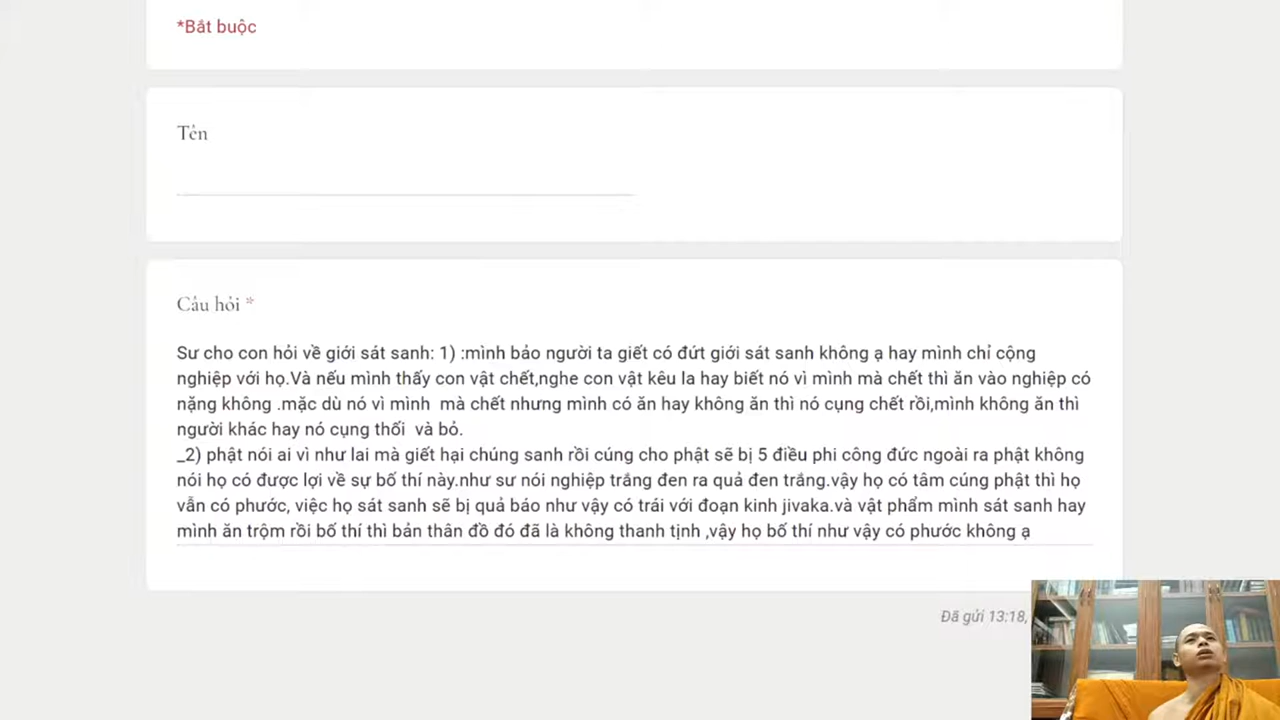 *Bắt buộc
Tên
Câu hỏi *
Sư cho con hỏi về giới sát sanh: 1) :mình bảo người ta giết có đứt giới sát sanh không ạ hay mình chỉ cộng
nghiệp với họ.Và nếu mình thấy con vật chết,nghe con vật kêu la hay biết nó vì mình mà chết thì ăn vào nghiệp có
nặng không .mặc dù nó vì mình  mà chết nhưng mình có ăn hay không ăn thì nó cụng chết rồi,mình không ăn thì
người khác hay nó cụng thối  và bỏ.
_2) phật nói ai vì như lai mà giết hại chúng sanh rồi cúng cho phật sẽ bị 5 điều phi công đức ngoài ra phật không
nói họ có được lợi về sự bố thí này.như sư nói nghiệp trắng đen ra quả đen trắng.vậy họ có tâm cúng phật thì họ
vẫn có phước, việc họ sát sanh sẽ bị quả báo như vậy có trái với đoạn kinh jivaka.và vật phẩm mình sát sanh hay
mình ăn trộm rồi bố thí thì bản thân đồ đó đã là không thanh tịnh ,vậy họ bố thí như vậy có phước không ạ
Đã gửi 13:18,